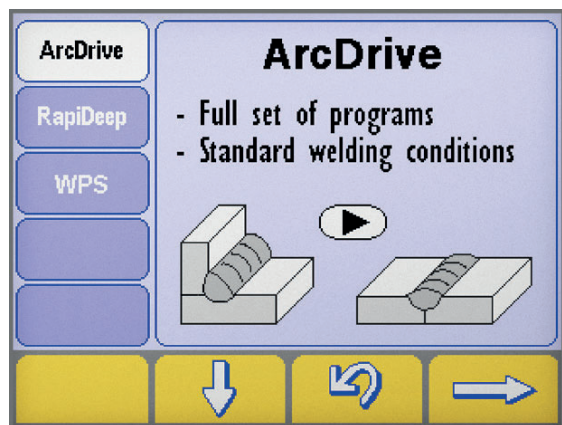 ArcDrive
RapiDeep
WPS
ArcDrive
- Full set of programs
- Standard welding conditions